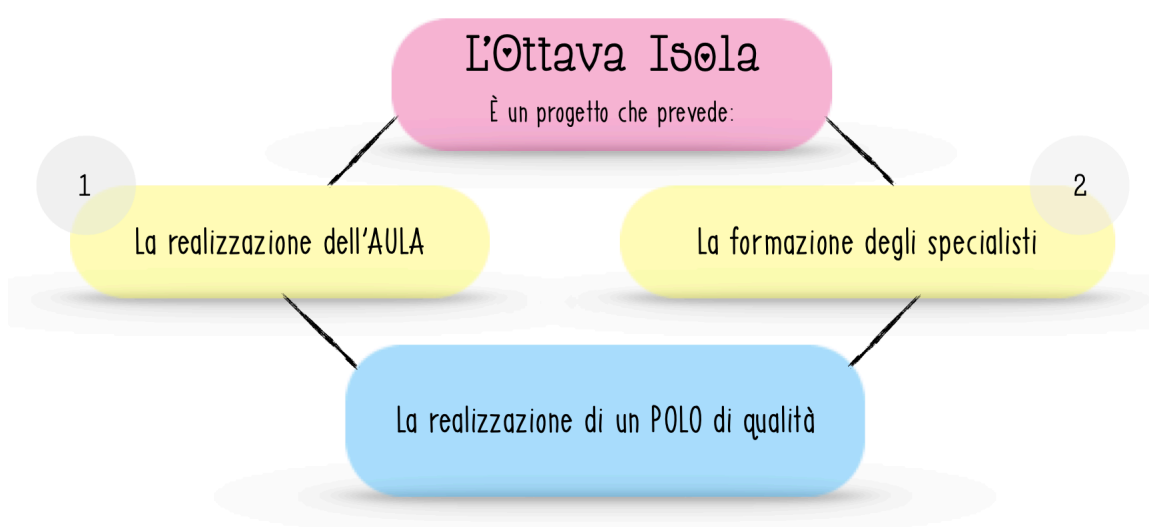 L'Ottava Isola
È un progetto che prevede:
1
La realizzazione dell'AULA
2
La formazione degli specialisti
La realizzazione di un POLO di qualità